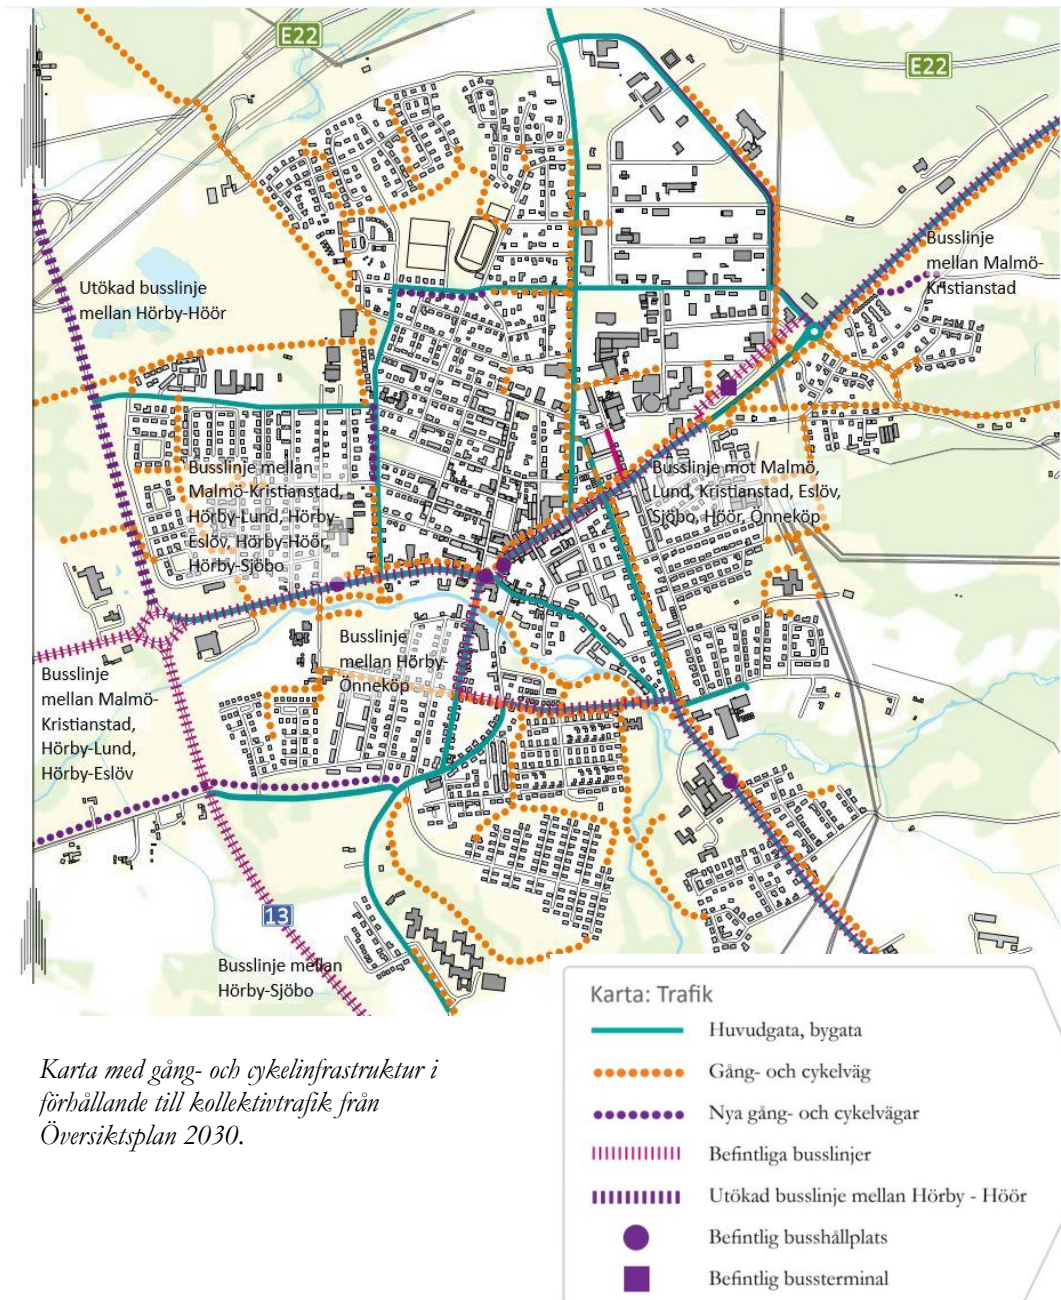 E22
E22
Busslinje
mellan Malmö-
Kristianstad
Utökad busslinje
mellan Hörby-Höör
Busslinje mellan
Malmö-Kristianstad,
Hörby-Lund, Hörby-
Eslöv, Hörby-Höör,
Hörby-Sjöbo
Busslinje mot Malmö,
Lund, Kristianstad, Eslöv,
Sjöbo, Höör, Önneköp
Busslinje
mellan Hörby-
Önneköp
Busslinje
mellan Malmö-
Kristianstad,
Hörby-Lund,
Hörby-Eslöv
13
Busslinje mellan
Hörby-Sjöbo
Karta med gång- och cykelinfrastruktur i
förhållande till kollektivtrafik från
Översiktsplan 2030.
Karta: Trafik
Huvudgata, bygata
Gång- och cykelväg
Nya gång- och cykelvägar
Befintliga busslinjer
Utökad busslinje mellan Hörby - Höör
Befintlig busshållplats
Befintlig bussterminal